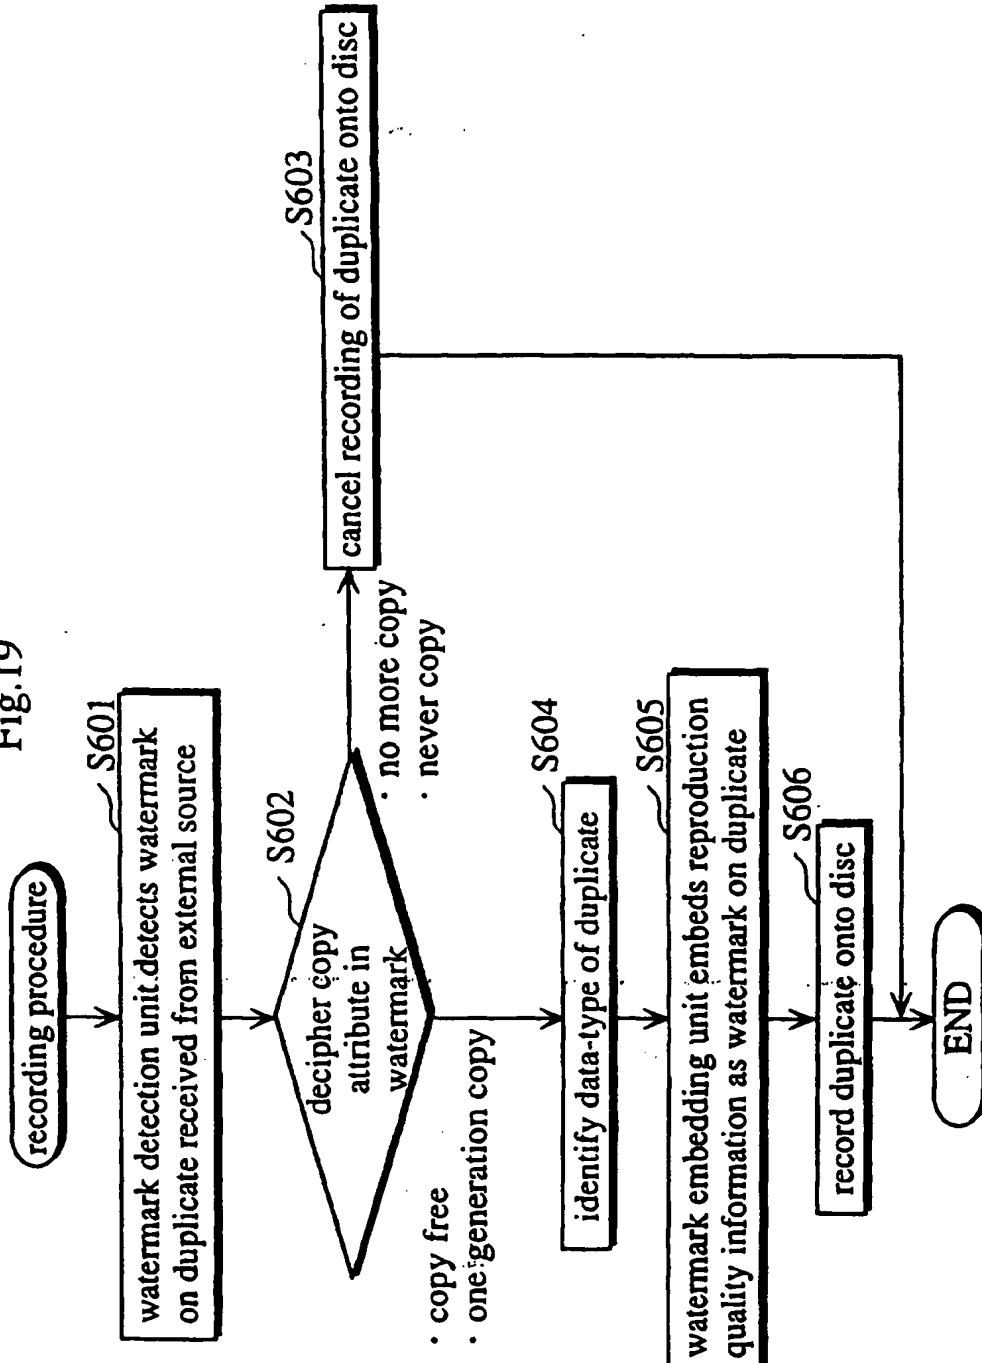 Fig.19
recording procedure
S601
watermark detection unit detects watermark
on duplicate received from external source
S602
decipher copy
attribute in
watermark
· no more copy
· never copy
S603
cancel recording of duplicate onto disc
· copy free
· one generation copy
S604
identify data-type of duplicate
S605
watermark embedding unit embeds reproduction
quality information as watermark on duplicate
S606
record duplicate onto disc
END